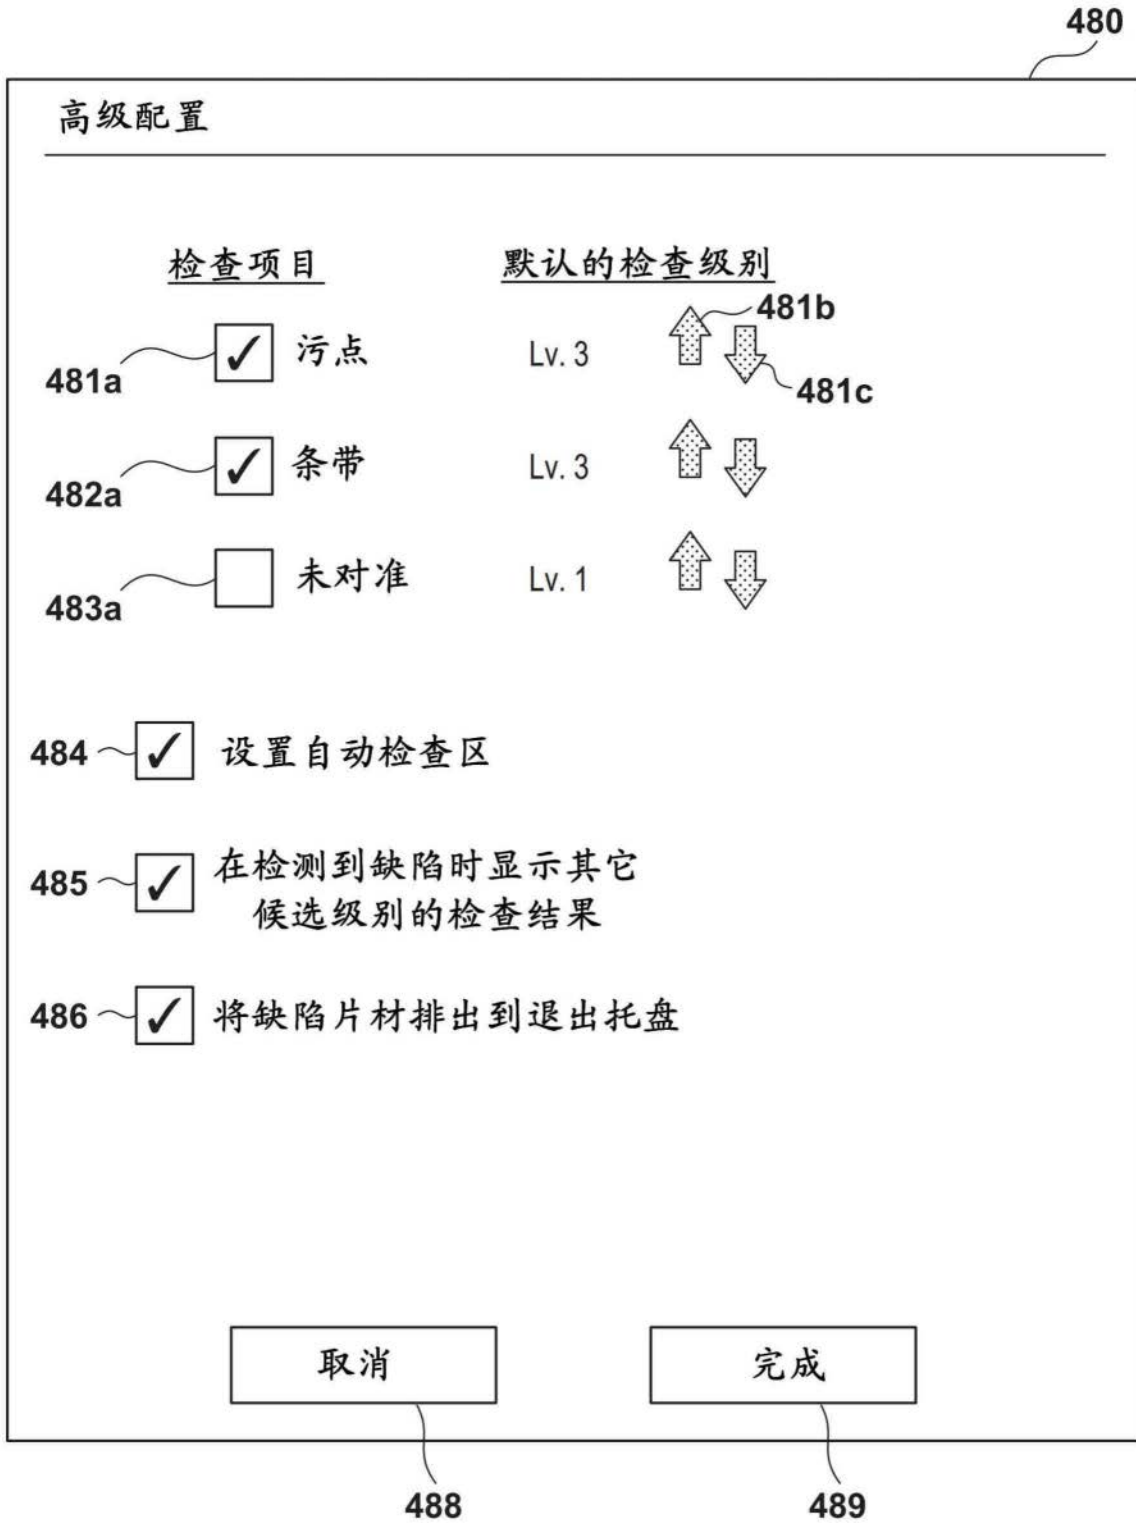 480
高级配置
检查项目 默认的检查级别
481a 污点 Lv. 3 481b 481c
482a 条带 Lv. 3
483a 未对准 Lv. 1
484 设置自动检查区
485 在检测到缺陷时显示其它
候选级别的检查结果
486 将缺陷片材排出到退出托盘
取消 完成
488 489